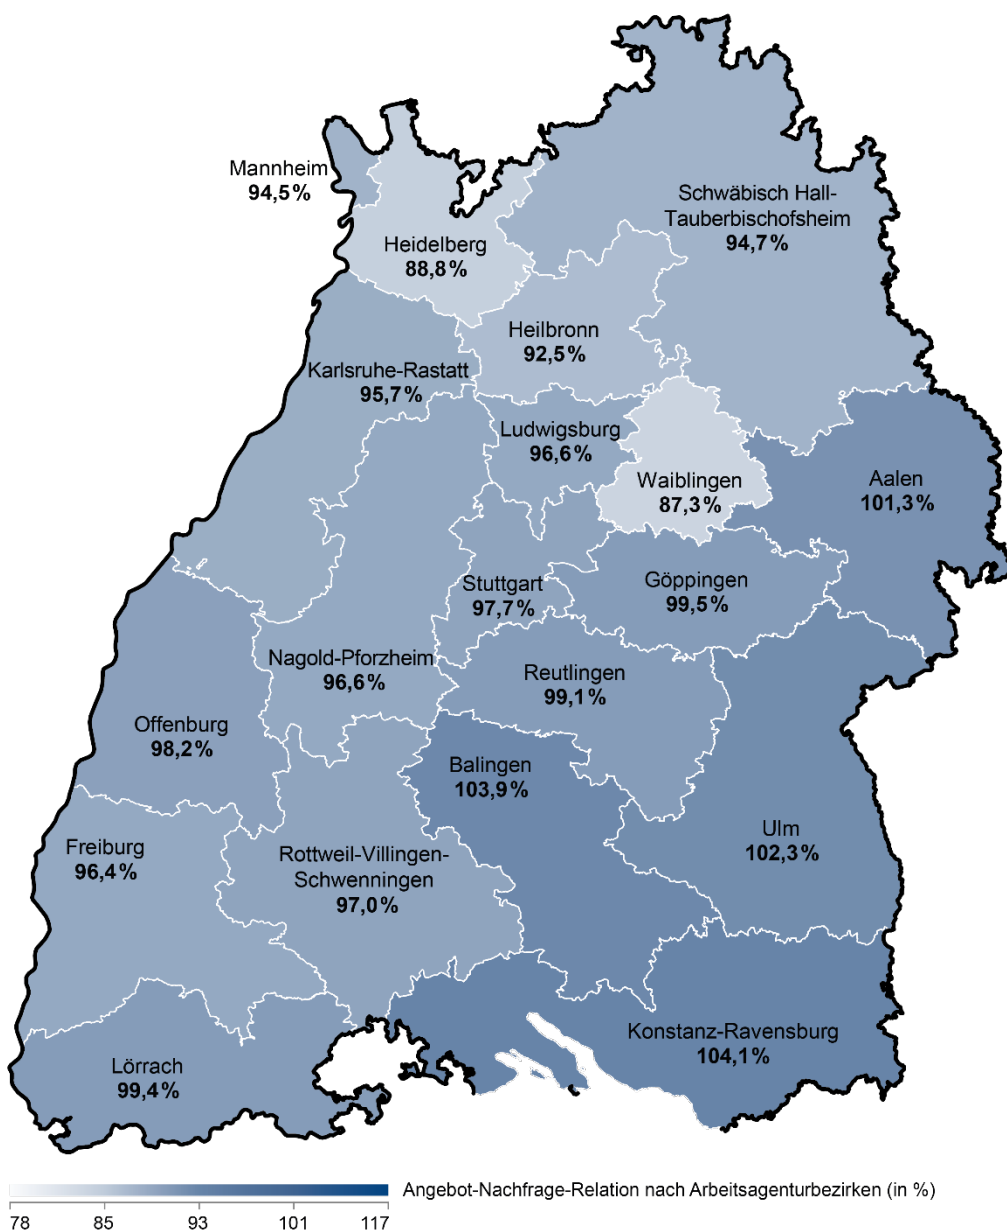 Mannheim
94,5%
Heidelberg
88,8%
Schwäbisch Hall-
Tauberbischofsheim
94,7%
Heilbronn
92,5%
Karlsruhe-Rastatt
95,7%
Ludwigsburg
96,6%
Waiblingen
87,3%
Aalen
101,3%
Stuttgart
97,7%
Göppingen
99,5%
Nagold-Pforzheim
96,6%
Reutlingen
99,1%
Offenburg
98,2%
Balingen
103,9%
Ulm
102,3%
Freiburg
96,4%
Rottweil-Villingen-
Schwenningen
97,0%
Konstanz-Ravensburg
104,1%
Lörrach
99,4%
Angebot-Nachfrage-Relation nach Arbeitsagenturbezirken (in %)
78 85 93 101 117